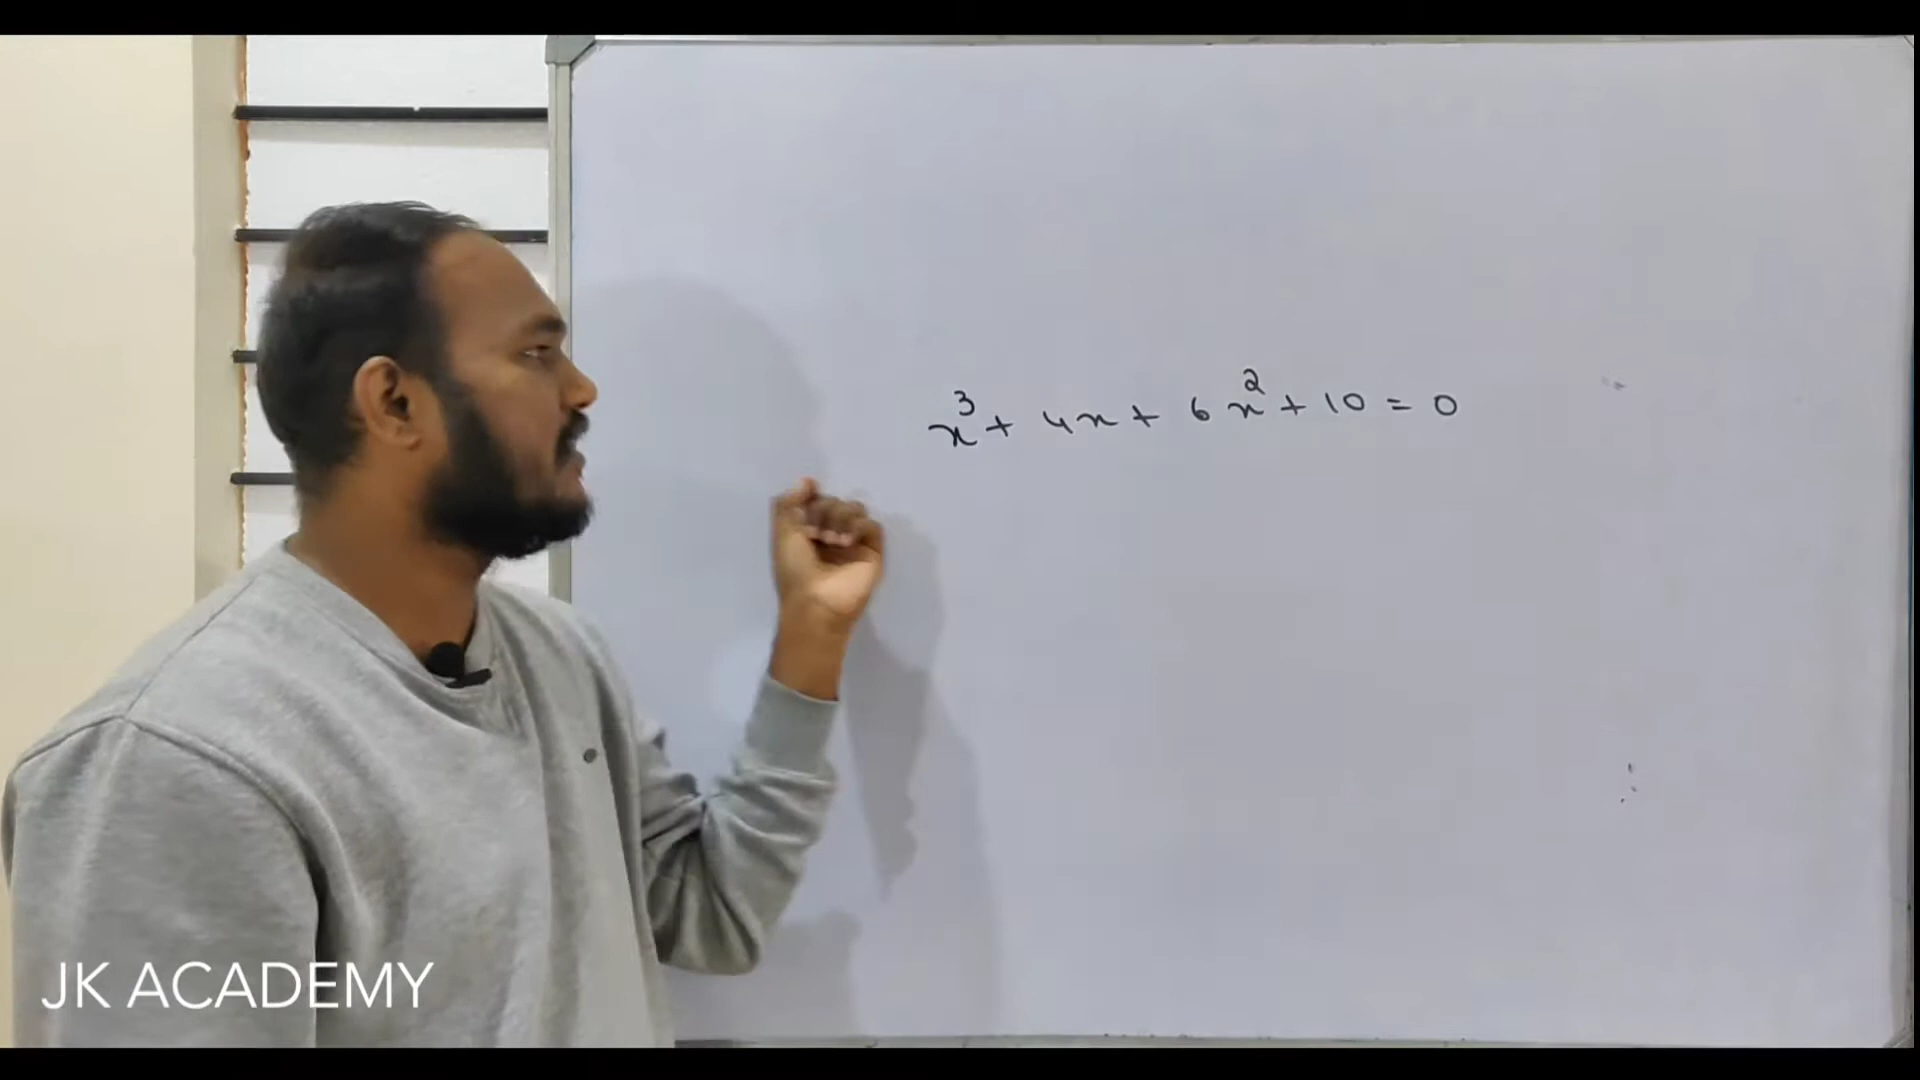 x³ + 4x + 6x² + 10 = 0
JK ACADEMY